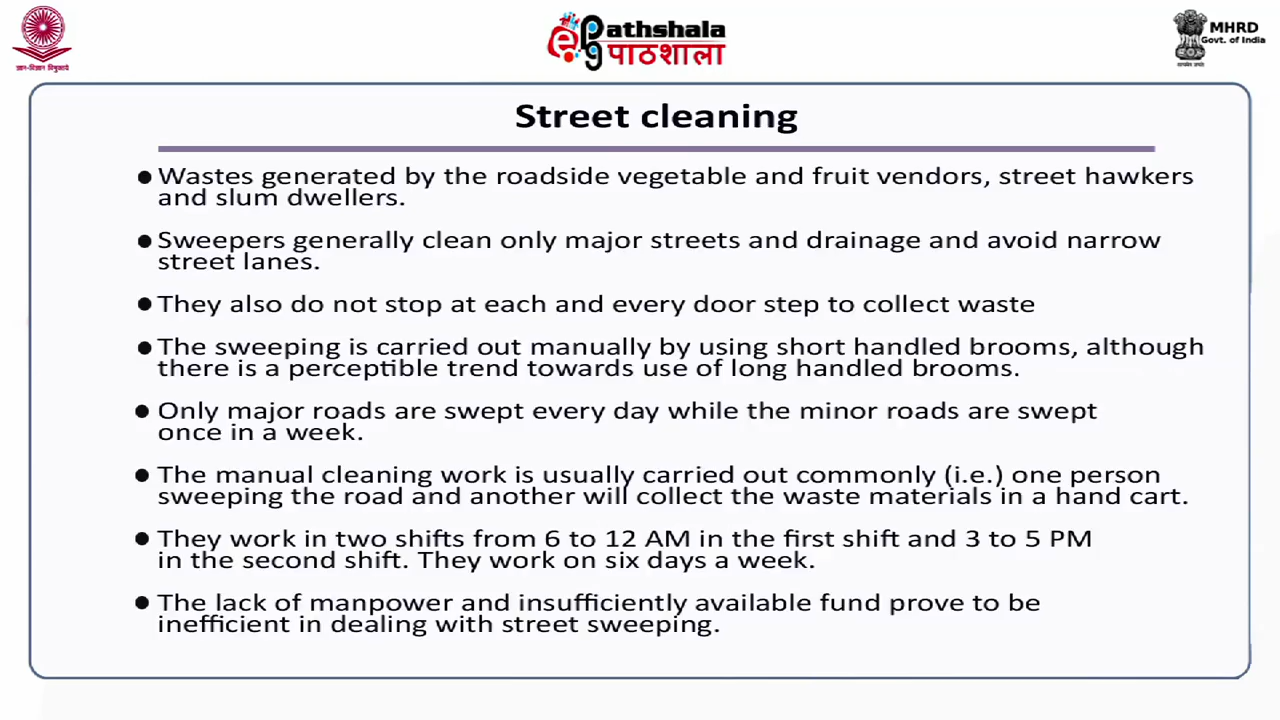 ज्ञान-विज्ञान विमुक्तये
epg Pathshala
पाठशाला
MHRD
Govt. of India
Street cleaning
● Wastes generated by the roadside vegetable and fruit vendors, street hawkers
and slum dwellers.
● Sweepers generally clean only major streets and drainage and avoid narrow
street lanes.
● They also do not stop at each and every door step to collect waste
● The sweeping is carried out manually by using short handled brooms, although
there is a perceptible trend towards use of long handled brooms.
● Only major roads are swept every day while the minor roads are swept
once in a week.
● The manual cleaning work is usually carried out commonly (i.e.) one person
sweeping the road and another will collect the waste materials in a hand cart.
● They work in two shifts from 6 to 12 AM in the first shift and 3 to 5 PM
in the second shift. They work on six days a week.
● The lack of manpower and insufficiently available fund prove to be
inefficient in dealing with street sweeping.